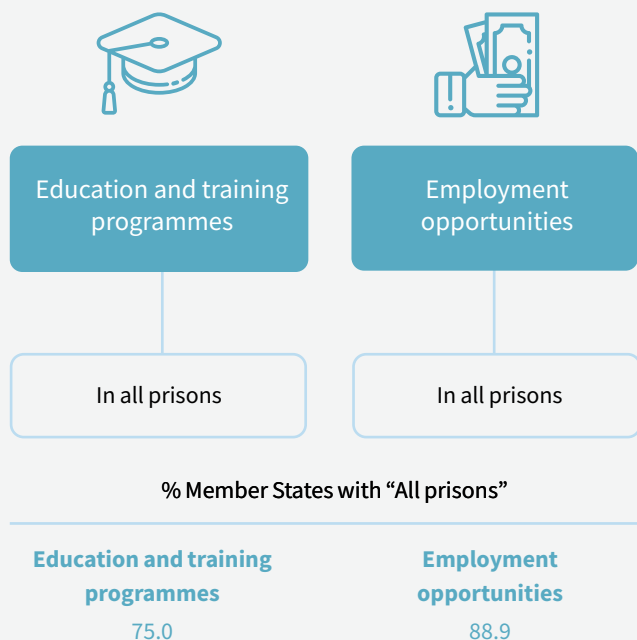 Education and training
programmes
Employment
opportunities
In all prisons
In all prisons
% Member States with “All prisons”
Education and training
programmes
Employment
opportunities
75.0
88.9